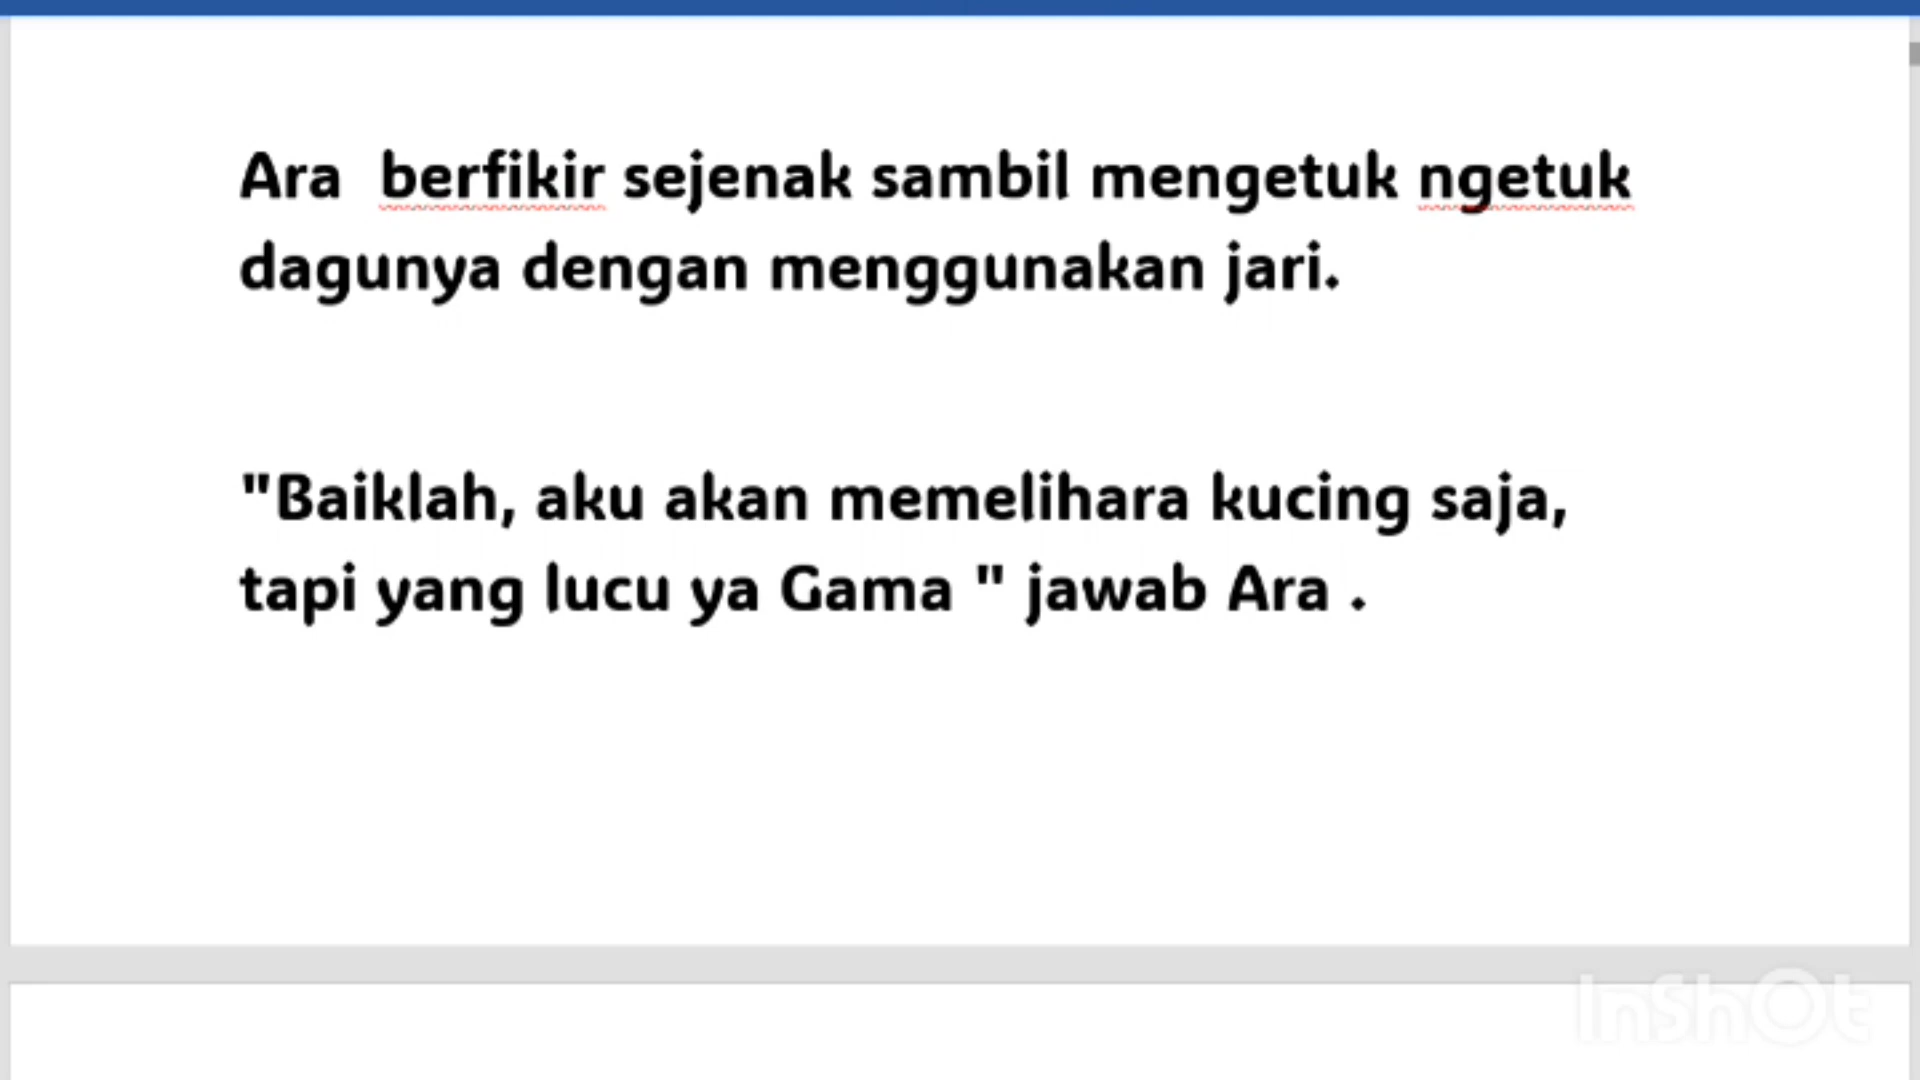 Ara  berfikir sejenak sambil mengetuk ngetuk
dagunya dengan menggunakan jari.
"Baiklah, aku akan memelihara kucing saja,
tapi yang lucu ya Gama " jawab Ara .
InShOt